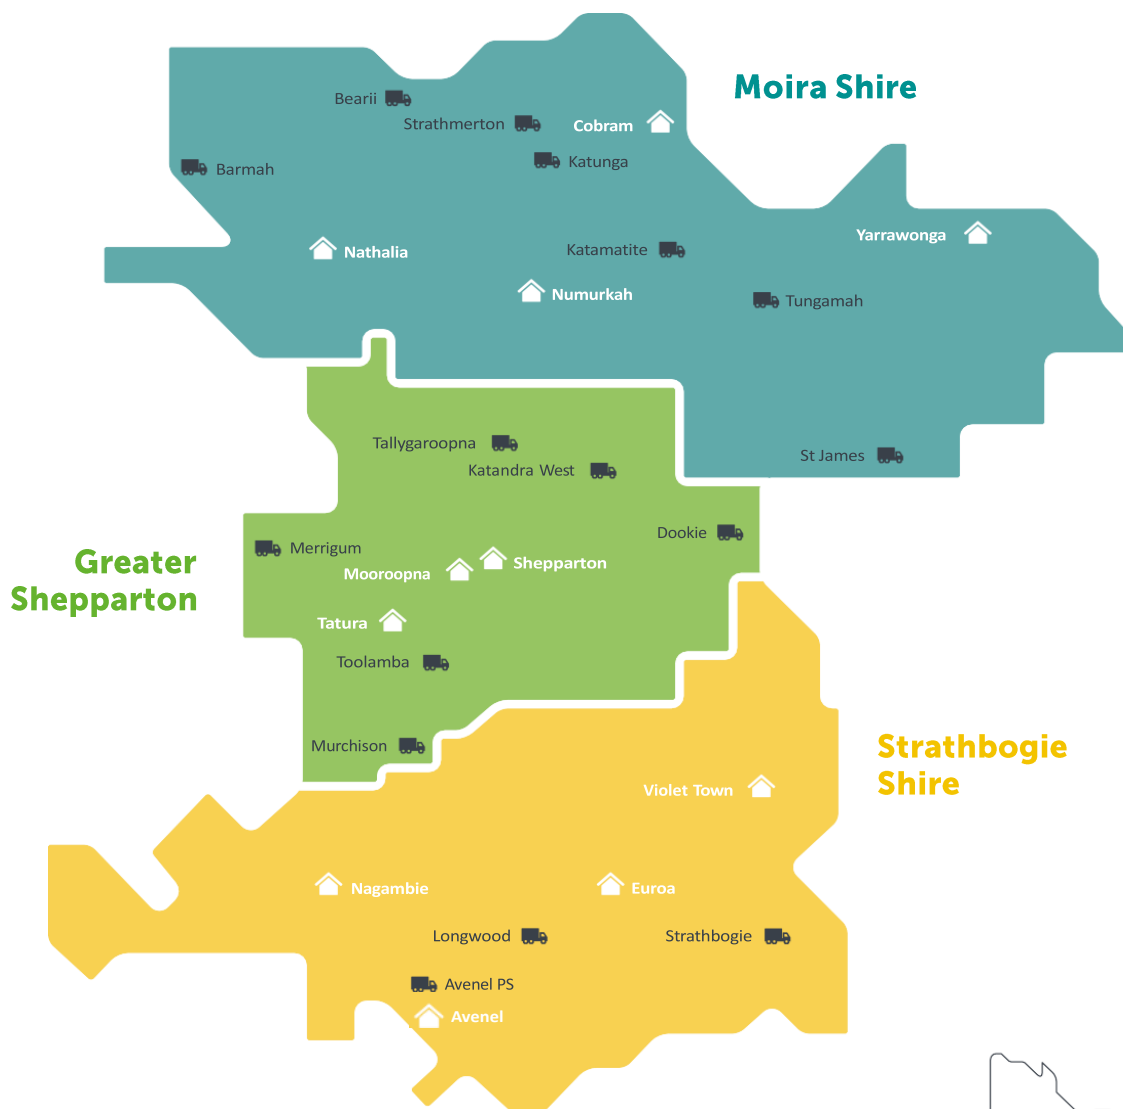 Moira Shire
Bearii
Strathmerton
Cobram
Katunga
Barmah
Yarrawonga
Nathalia
Katamatite
Numurkah
Tungamah
Tallygaroopna
Katandra West
St James
Dookie
Greater
Shepparton
Merrigum
Mooroopna
Shepparton
Tatura
Toolamba
Murchison
Strathbogie
Shire
Violet Town
Nagambie
Euroa
Longwood
Strathbogie
Avenel PS
Avenel